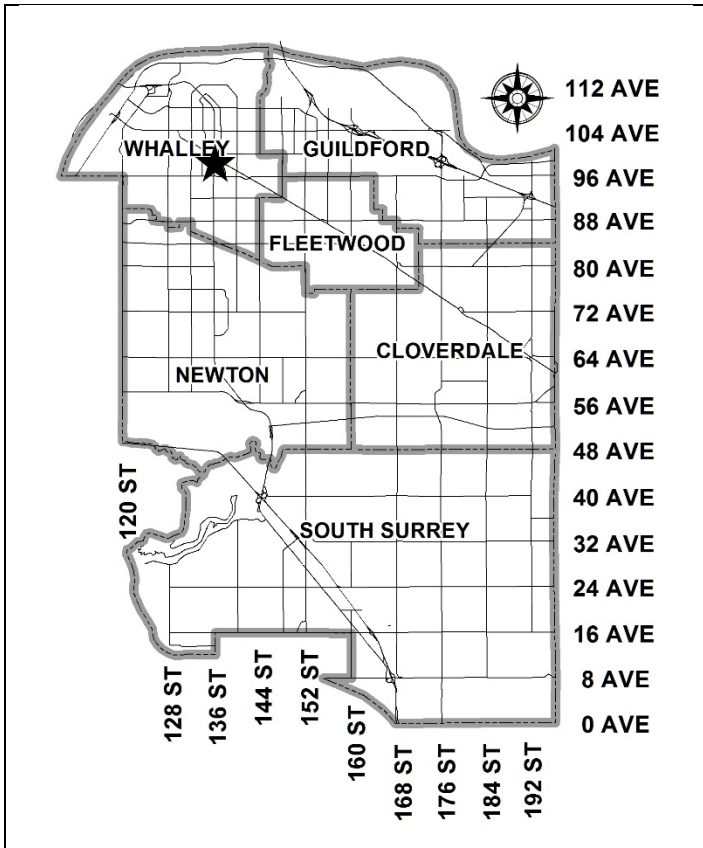 112 AVE
104 AVE
WHALLEY
GUILDFORD
96 AVE
88 AVE
FLEETWOOD
80 AVE
72 AVE
CLOVERDALE
64 AVE
NEWTON
56 AVE
48 AVE
120 ST
40 AVE
SOUTH SURREY
32 AVE
24 AVE
16 AVE
128 ST
136 ST
144 ST
152 ST
8 AVE
160 ST
0 AVE
168 ST
176 ST
184 ST
192 ST